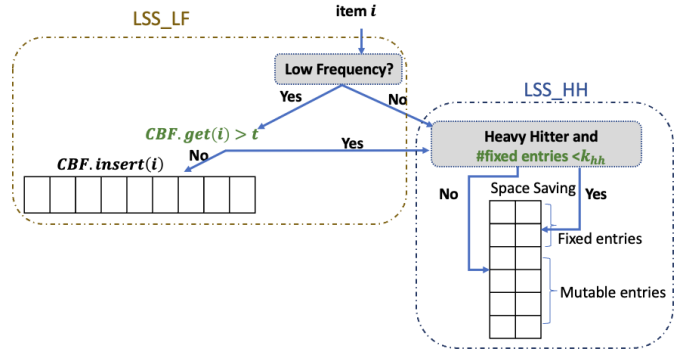 LSS_LF
item i
Low Frequency?
Yes
No
LSS_HH
CBF.get(i) > t
Heavy Hitter and
#fixed entries <k_hh
No
Yes
CBF.insert(i)
No
Space Saving
Yes
Fixed entries
Mutable entries